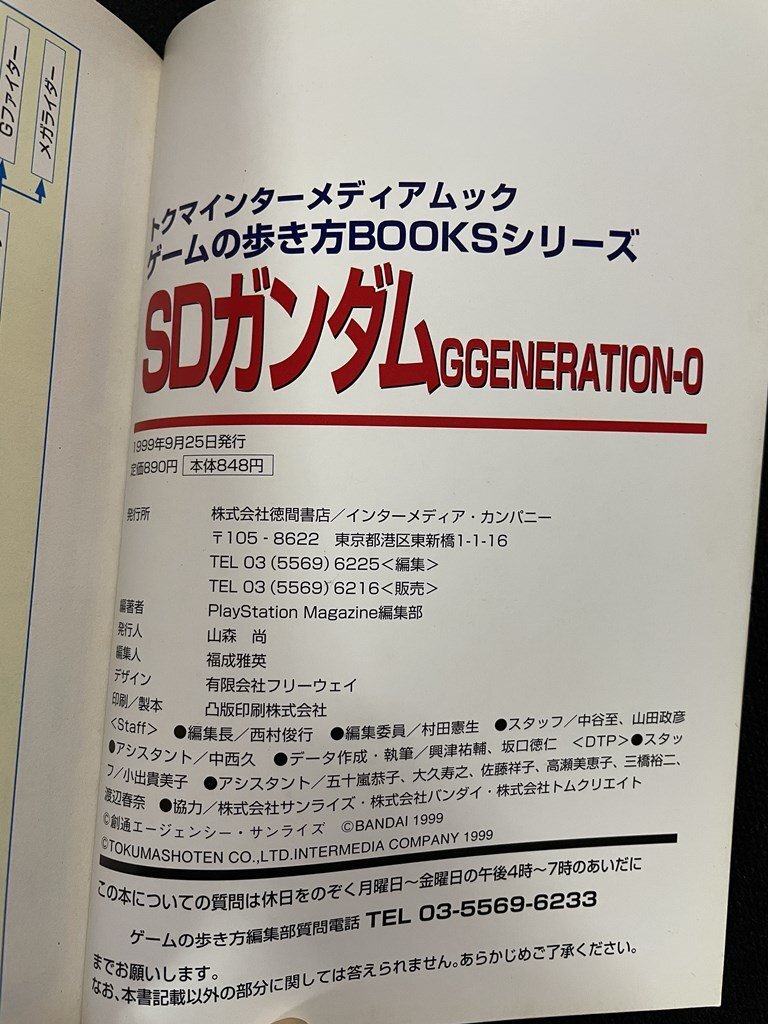 Gファイター
メガライダー
トクマインターメディアムック
ゲームの歩き方BOOKSシリーズ
SDガンダムGGENERATION-0
1999年9月25日発行
定価890円 本体848円
発行所 株式会社徳間書店／インターメディア・カンパニー
〒105-8622 東京都港区東新橋1-1-16
TEL 03（5569）6225＜編集＞
TEL 03（5569）6216＜販売＞
編著者 PlayStation Magazine編集部
発行人 山森 尚
編集人 福成雅英
デザイン 有限会社フリーウェイ
印刷／製本 凸版印刷株式会社
＜Staff＞ ●編集長／西村俊行 ●編集委員／村田憲生 ●スタッフ／中谷至、山田政彦
●アシスタント／中西久 ●データ作成・執筆／興津祐輔、坂口徳仁 ＜DTP＞●スタッ
フ／小出貴美子 ●アシスタント／五十嵐恭子、大久寿之、佐藤祥子、高瀬美恵子、三橋裕二、
渡辺春奈 ●協力／株式会社サンライズ・株式会社バンダイ・株式会社トムクリエイト
©創通エージェンシー・サンライズ ©BANDAI 1999
©TOKUMASHOTEN CO.,LTD.INTERMEDIA COMPANY 1999
この本についての質問は休日をのぞく月曜日～金曜日の午後4時～7時のあいだに
ゲームの歩き方編集部質問電話 TEL 03-5569-6233
までお願いします。
なお、本書記載以外の部分に関しては答えられません。あらかじめご了承ください。